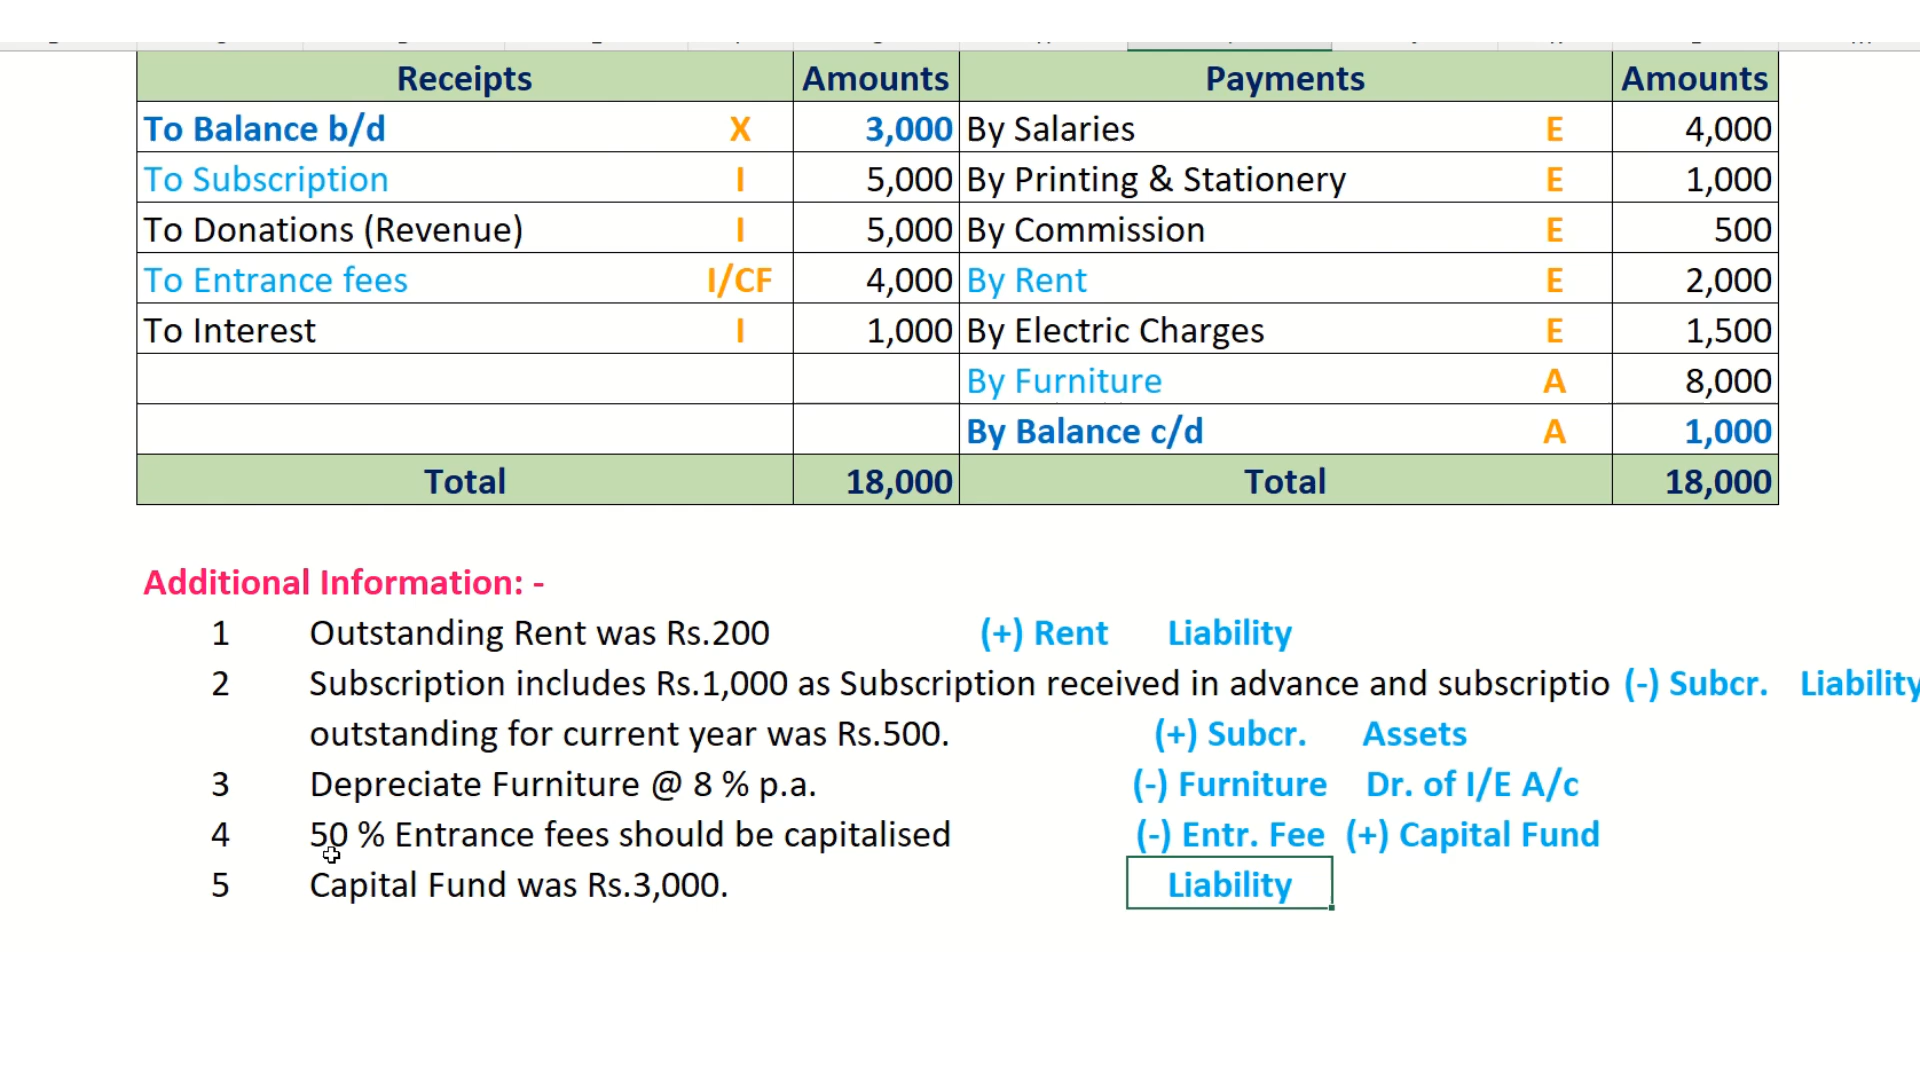 Receipts Amounts Payments Amounts
To Balance b/d X 3,000 By Salaries E 4,000
To Subscription I 5,000 By Printing & Stationery E 1,000
To Donations (Revenue) I 5,000 By Commission E 500
To Entrance fees I/CF 4,000 By Rent E 2,000
To Interest I 1,000 By Electric Charges E 1,500
By Furniture A 8,000
By Balance c/d A 1,000
Total 18,000 Total 18,000
Additional Information: -
1 Outstanding Rent was Rs.200 (+) Rent Liability
2 Subscription includes Rs.1,000 as Subscription received in advance and subscriptio (-) Subcr. Liability
outstanding for current year was Rs.500. (+) Subcr. Assets
3 Depreciate Furniture @ 8 % p.a. (-) Furniture Dr. of I/E A/c
4 50 % Entrance fees should be capitalised (-) Entr. Fee (+) Capital Fund
5 Capital Fund was Rs.3,000. Liability